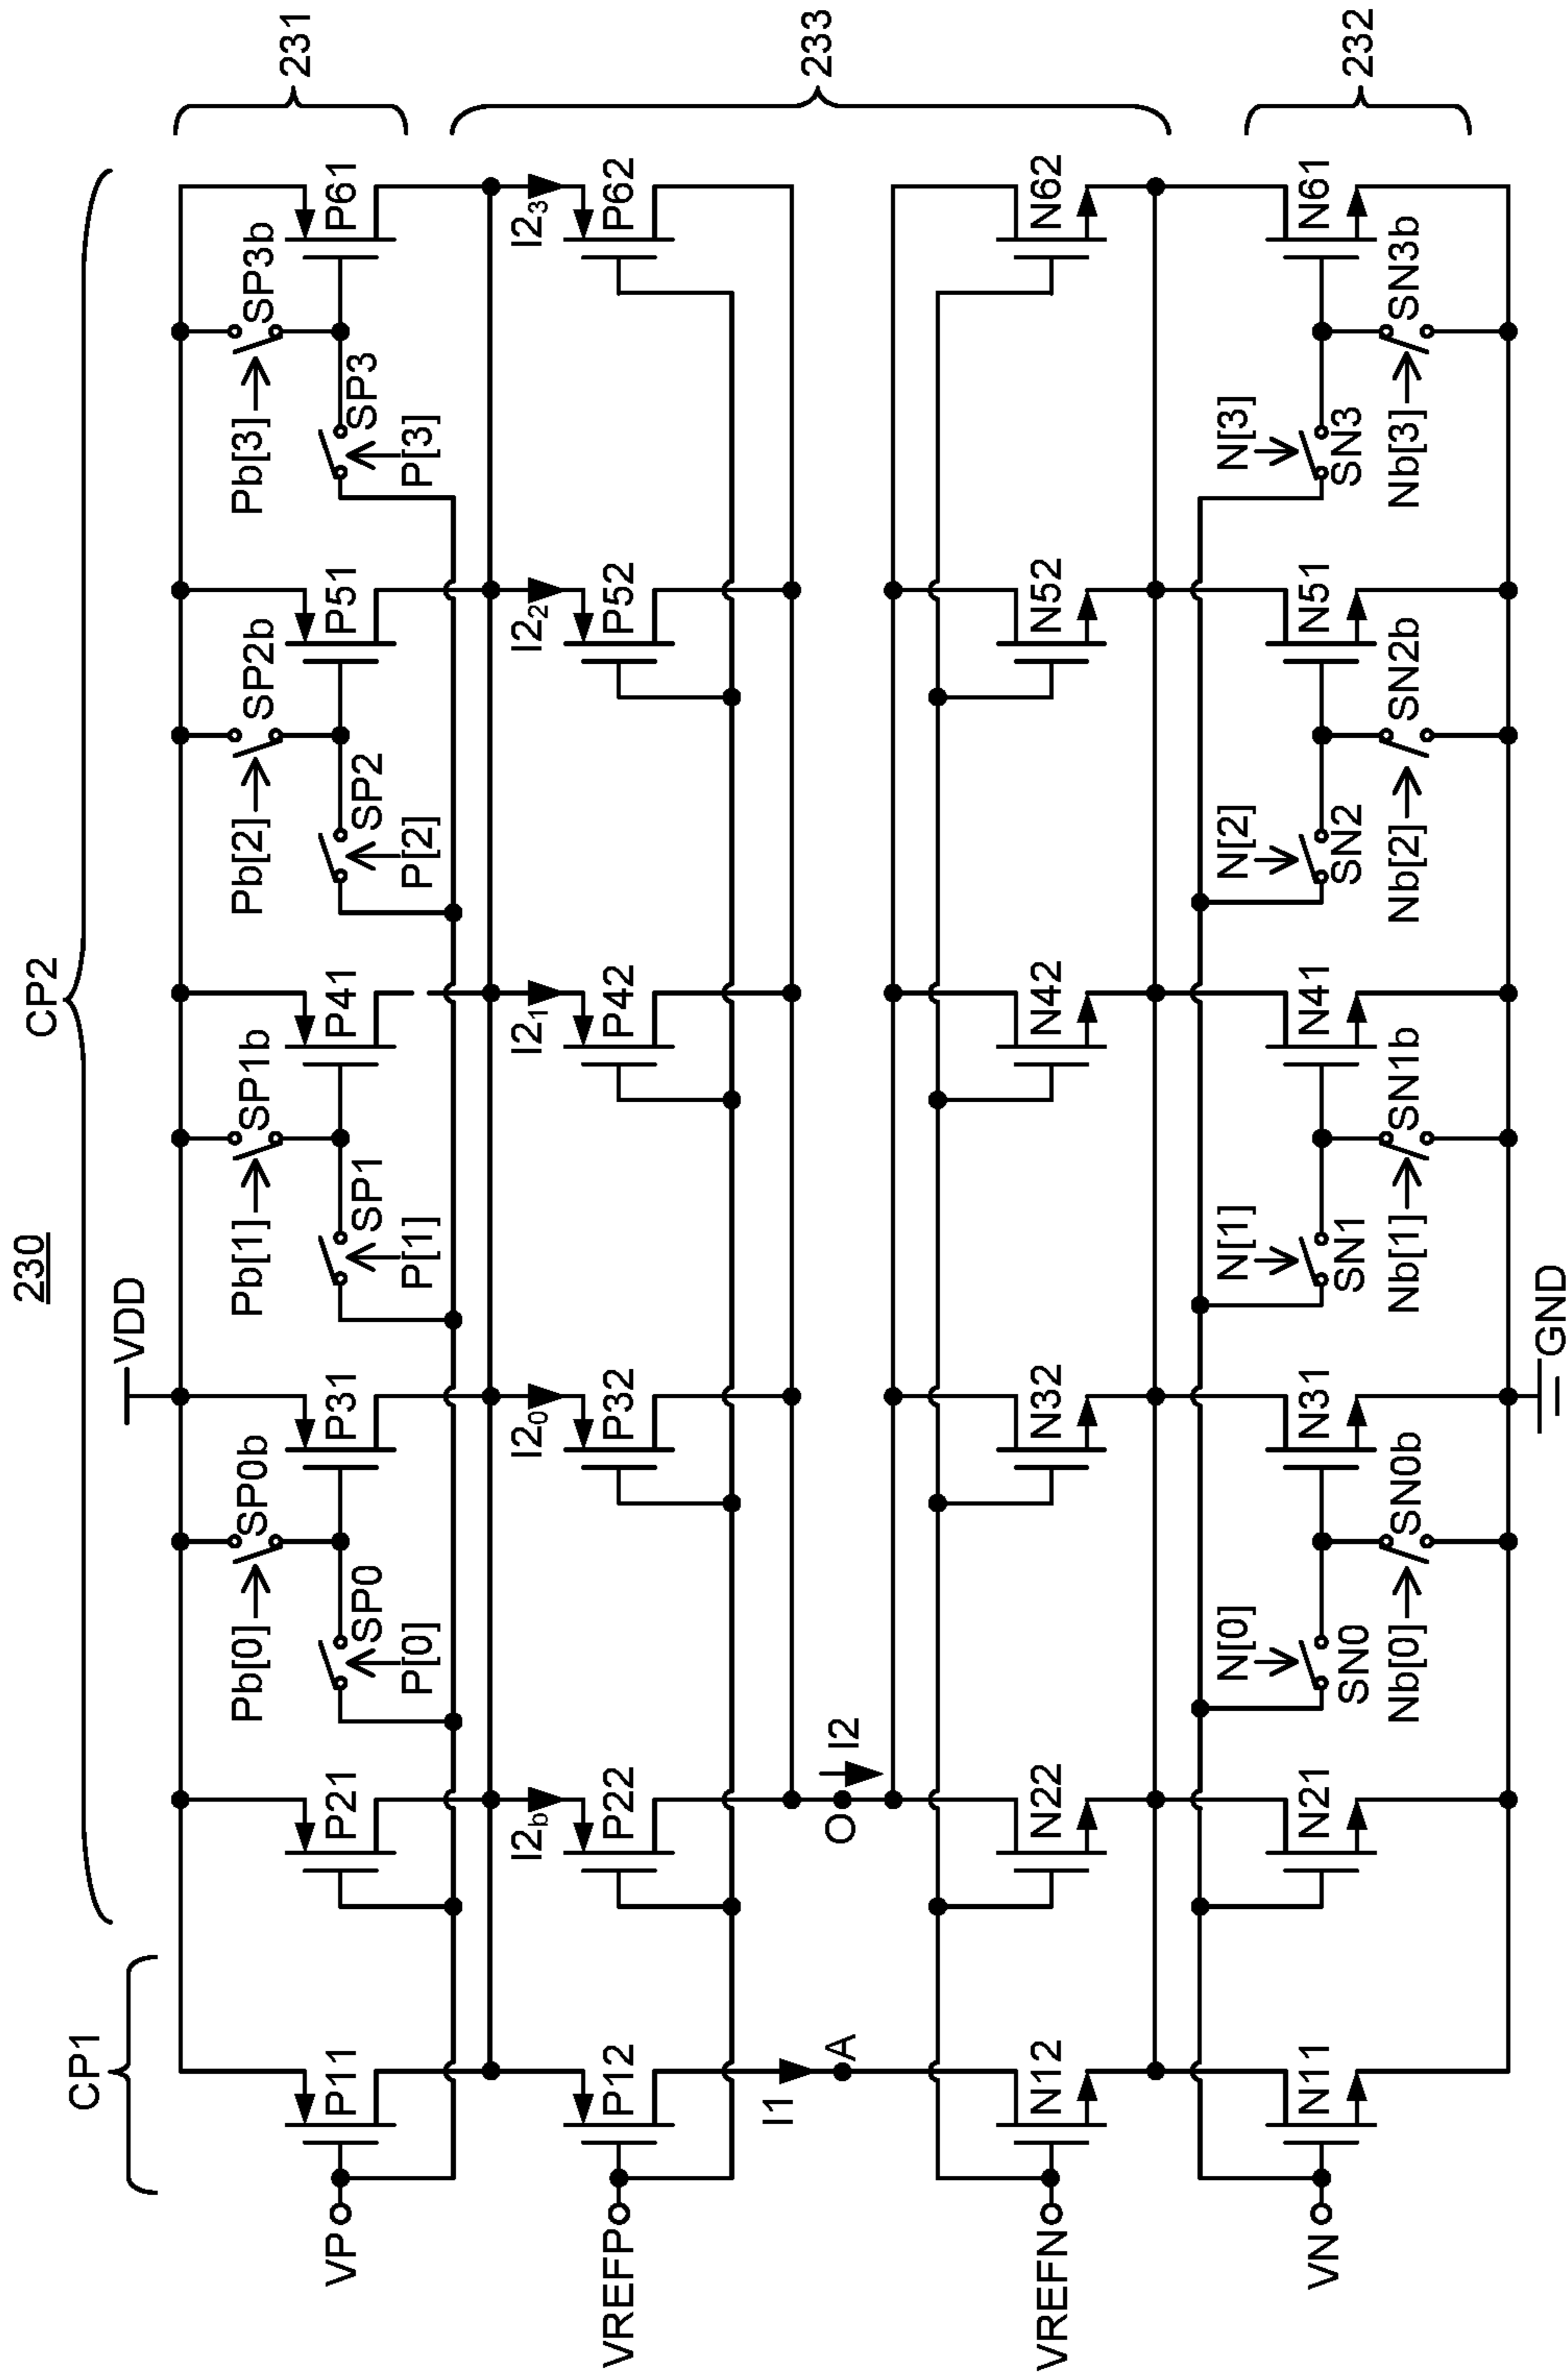 230
CP1
CP2
VDD
231
233
232
Pb[0]
SP0b
Pb[1]
SP1b
Pb[2]
SP2b
Pb[3]
SP3b
VP
P11
P21
SP0
P[0]
P31
SP1
P[1]
P41
SP2
P[2]
P51
SP3
P[3]
P61
I2b
I20
I21
I22
I23
VREFP
P12
P22
P32
P42
P52
P62
I1
A
O
I2
VREFN
N12
N22
N32
N42
N52
N62
N[0]
N[1]
N[2]
N[3]
VN
N11
N21
SN0
N31
SN1
N41
SN2
N51
SN3
N61
Nb[0]
SN0b
Nb[1]
SN1b
Nb[2]
SN2b
Nb[3]
SN3b
GND